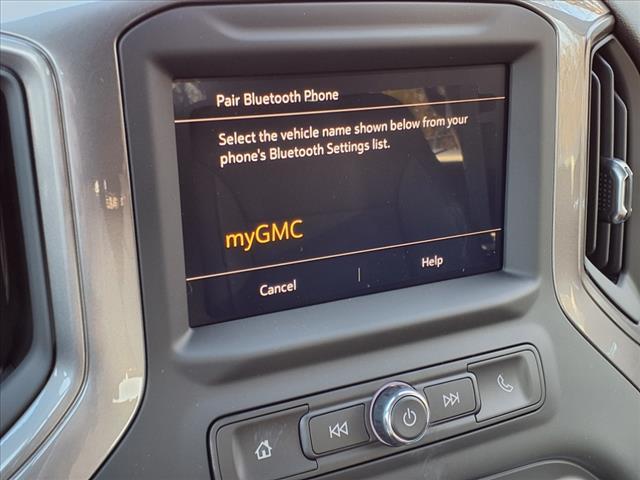 Pair Bluetooth Phone
Select the vehicle name shown below from your
phone's Bluetooth Settings list.
myGMC
Cancel
Help